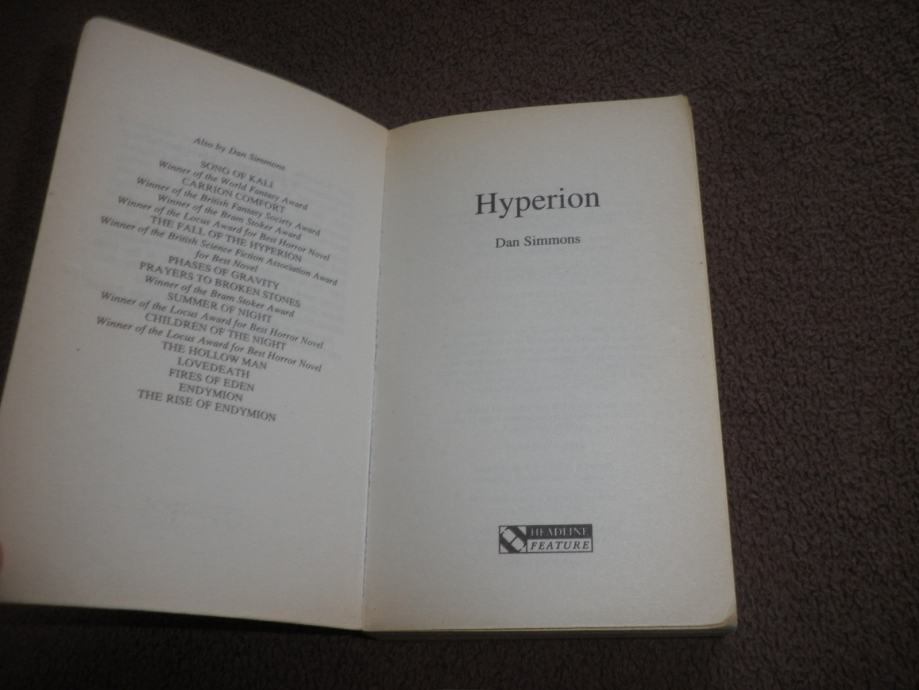 Also by Dan Simmons
SONG OF KALI
Winner of the World Fantasy Award
CARRION COMFORT
Winner of the British Fantasy Society Award
Winner of the Bram Stoker Award
Winner of the Locus Award for Best Horror Novel
THE FALL OF THE HYPERION
Winner of the British Science Fiction Association Award
for Best Novel
PHASES OF GRAVITY
PRAYERS TO BROKEN STONES
Winner of the Bram Stoker Award
SUMMER OF NIGHT
Winner of the Locus Award for Best Horror Novel
CHILDREN OF THE NIGHT
Winner of the Locus Award for Best Horror Novel
THE HOLLOW MAN
LOVEDEATH
FIRES OF EDEN
ENDYMION
THE RISE OF ENDYMION
Hyperion
Dan Simmons
HEADLINE
FEATURE